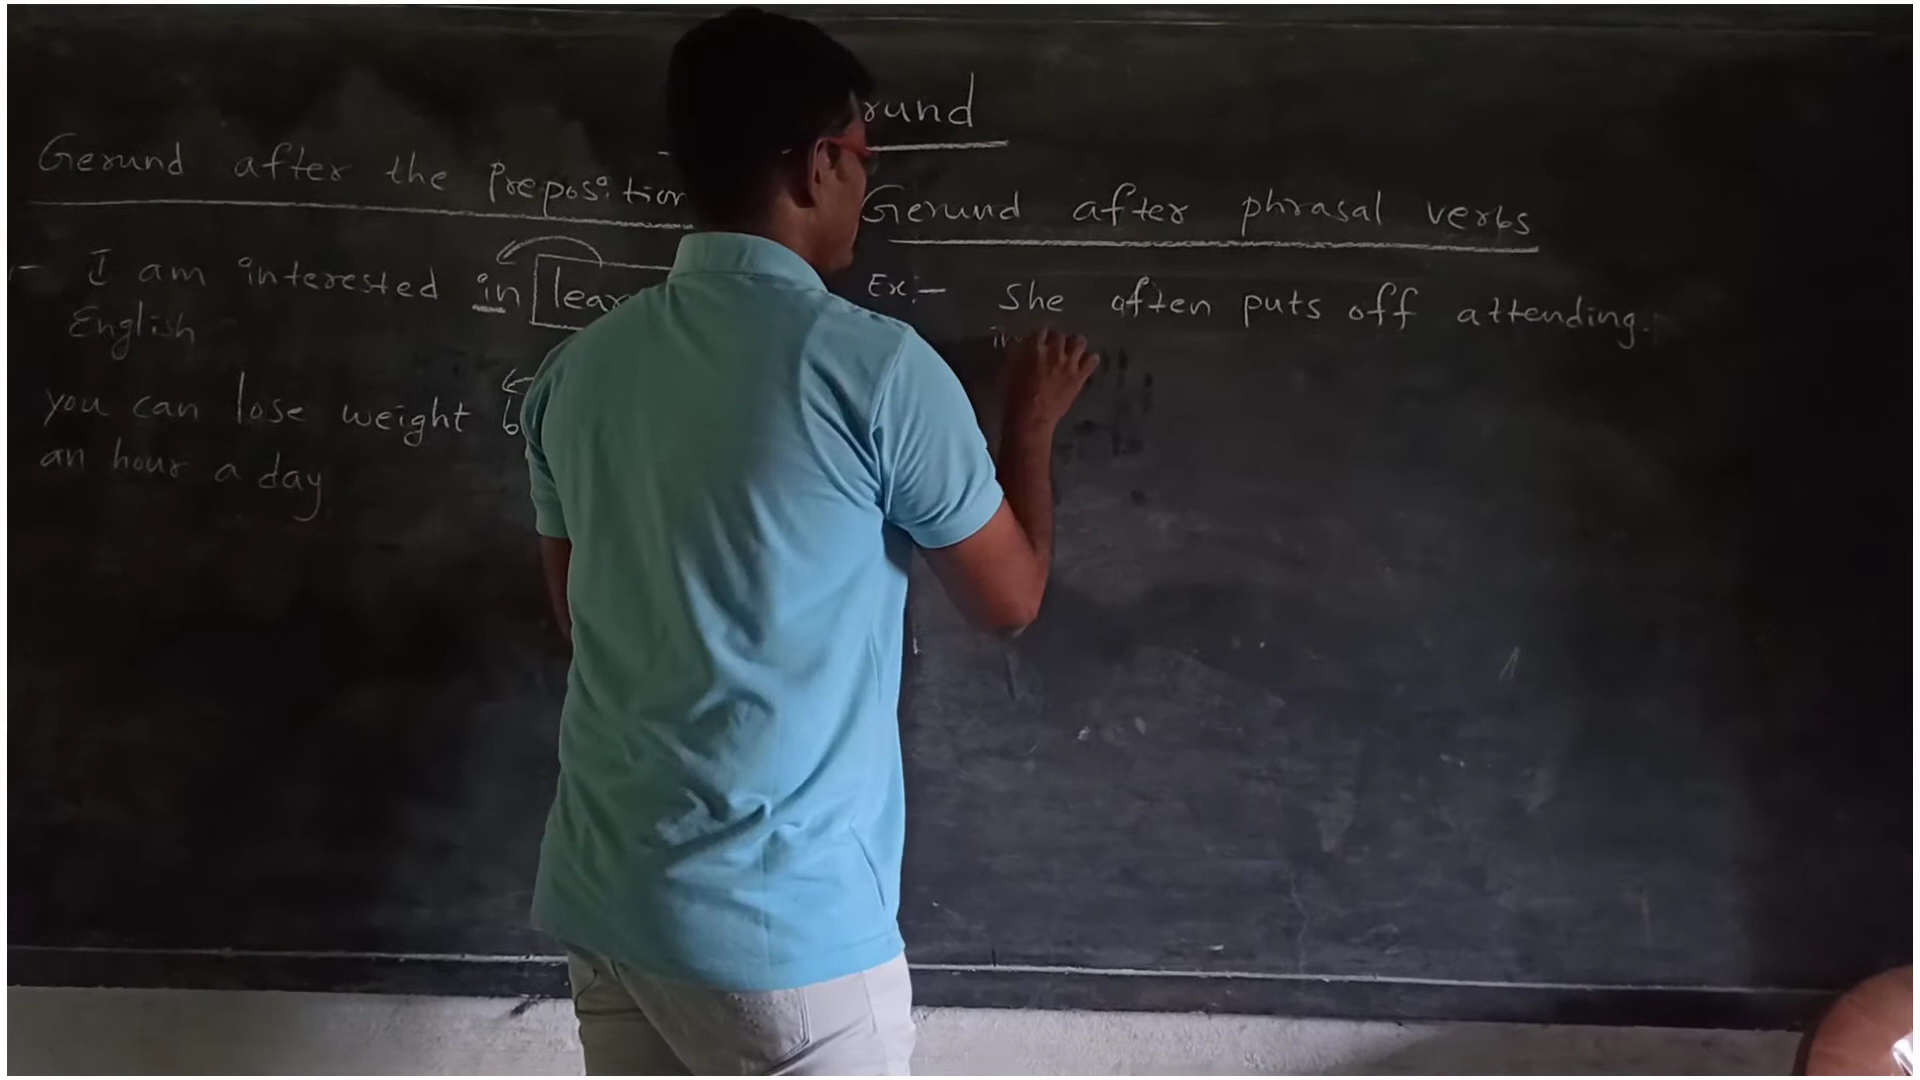 rund
Gerund after the Preposition
I am interested in
English
you can lose weight
an hour a day
Gerund after phrasal verbs
Ex:- She often puts off attending.